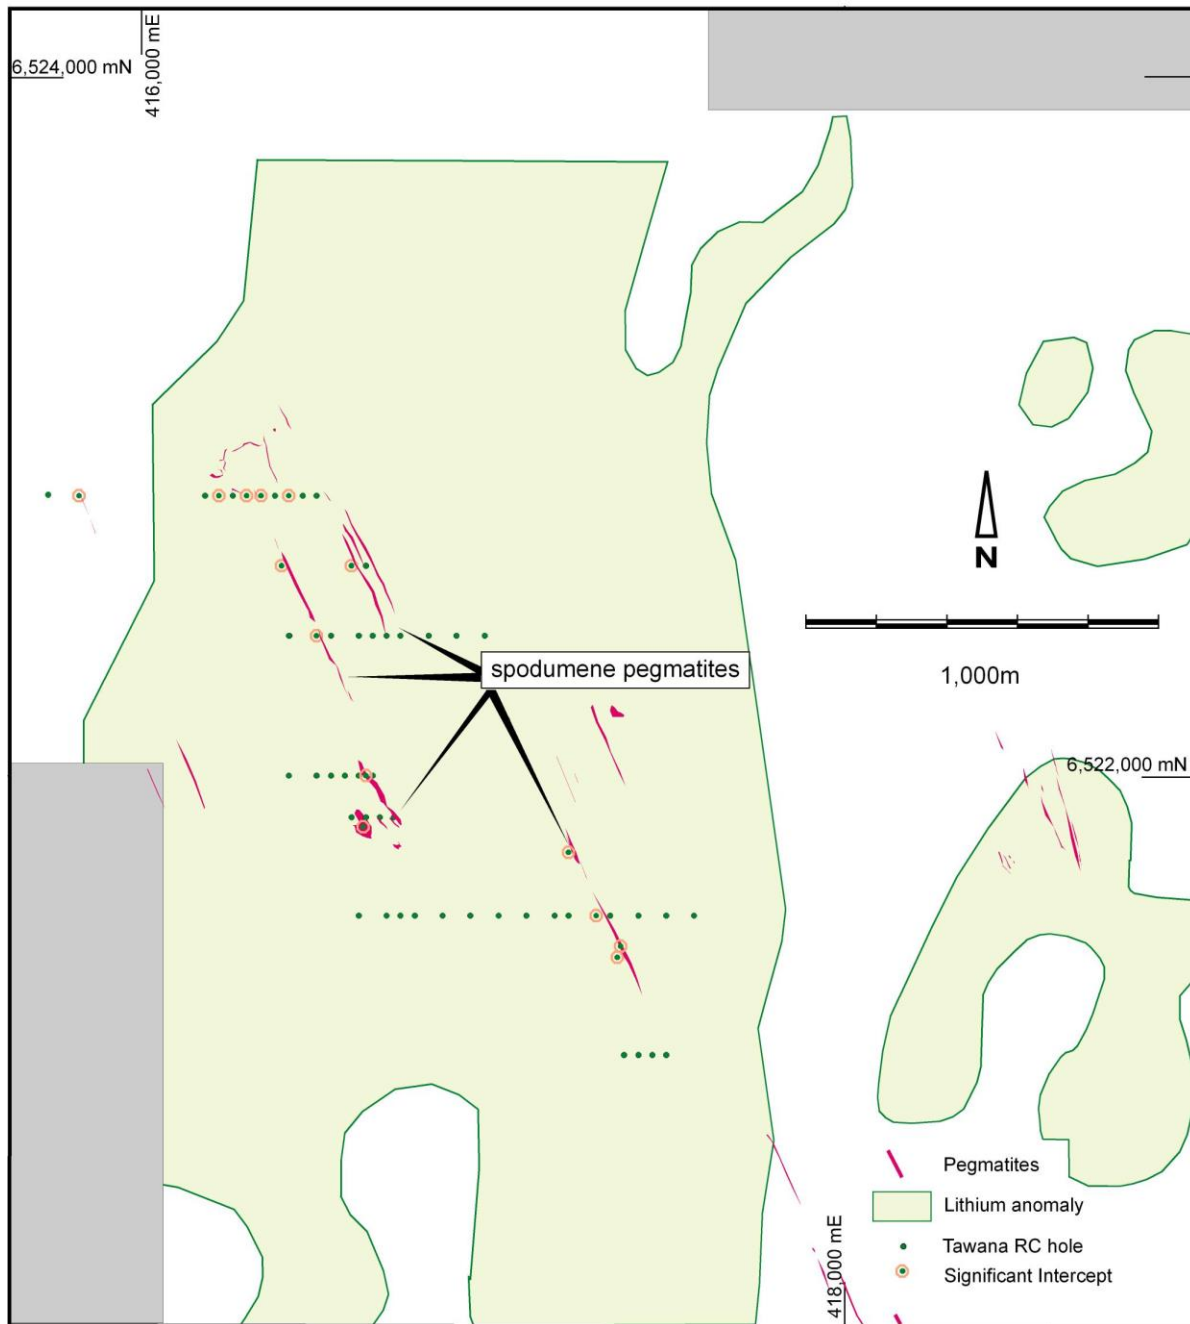 416,000 mE
6,524,000 mN
N
spodumene pegmatites
1,000m
6,522,000 mN
Pegmatites
Lithium anomaly
Tawana RC hole
Significant Intercept
418,000 mE